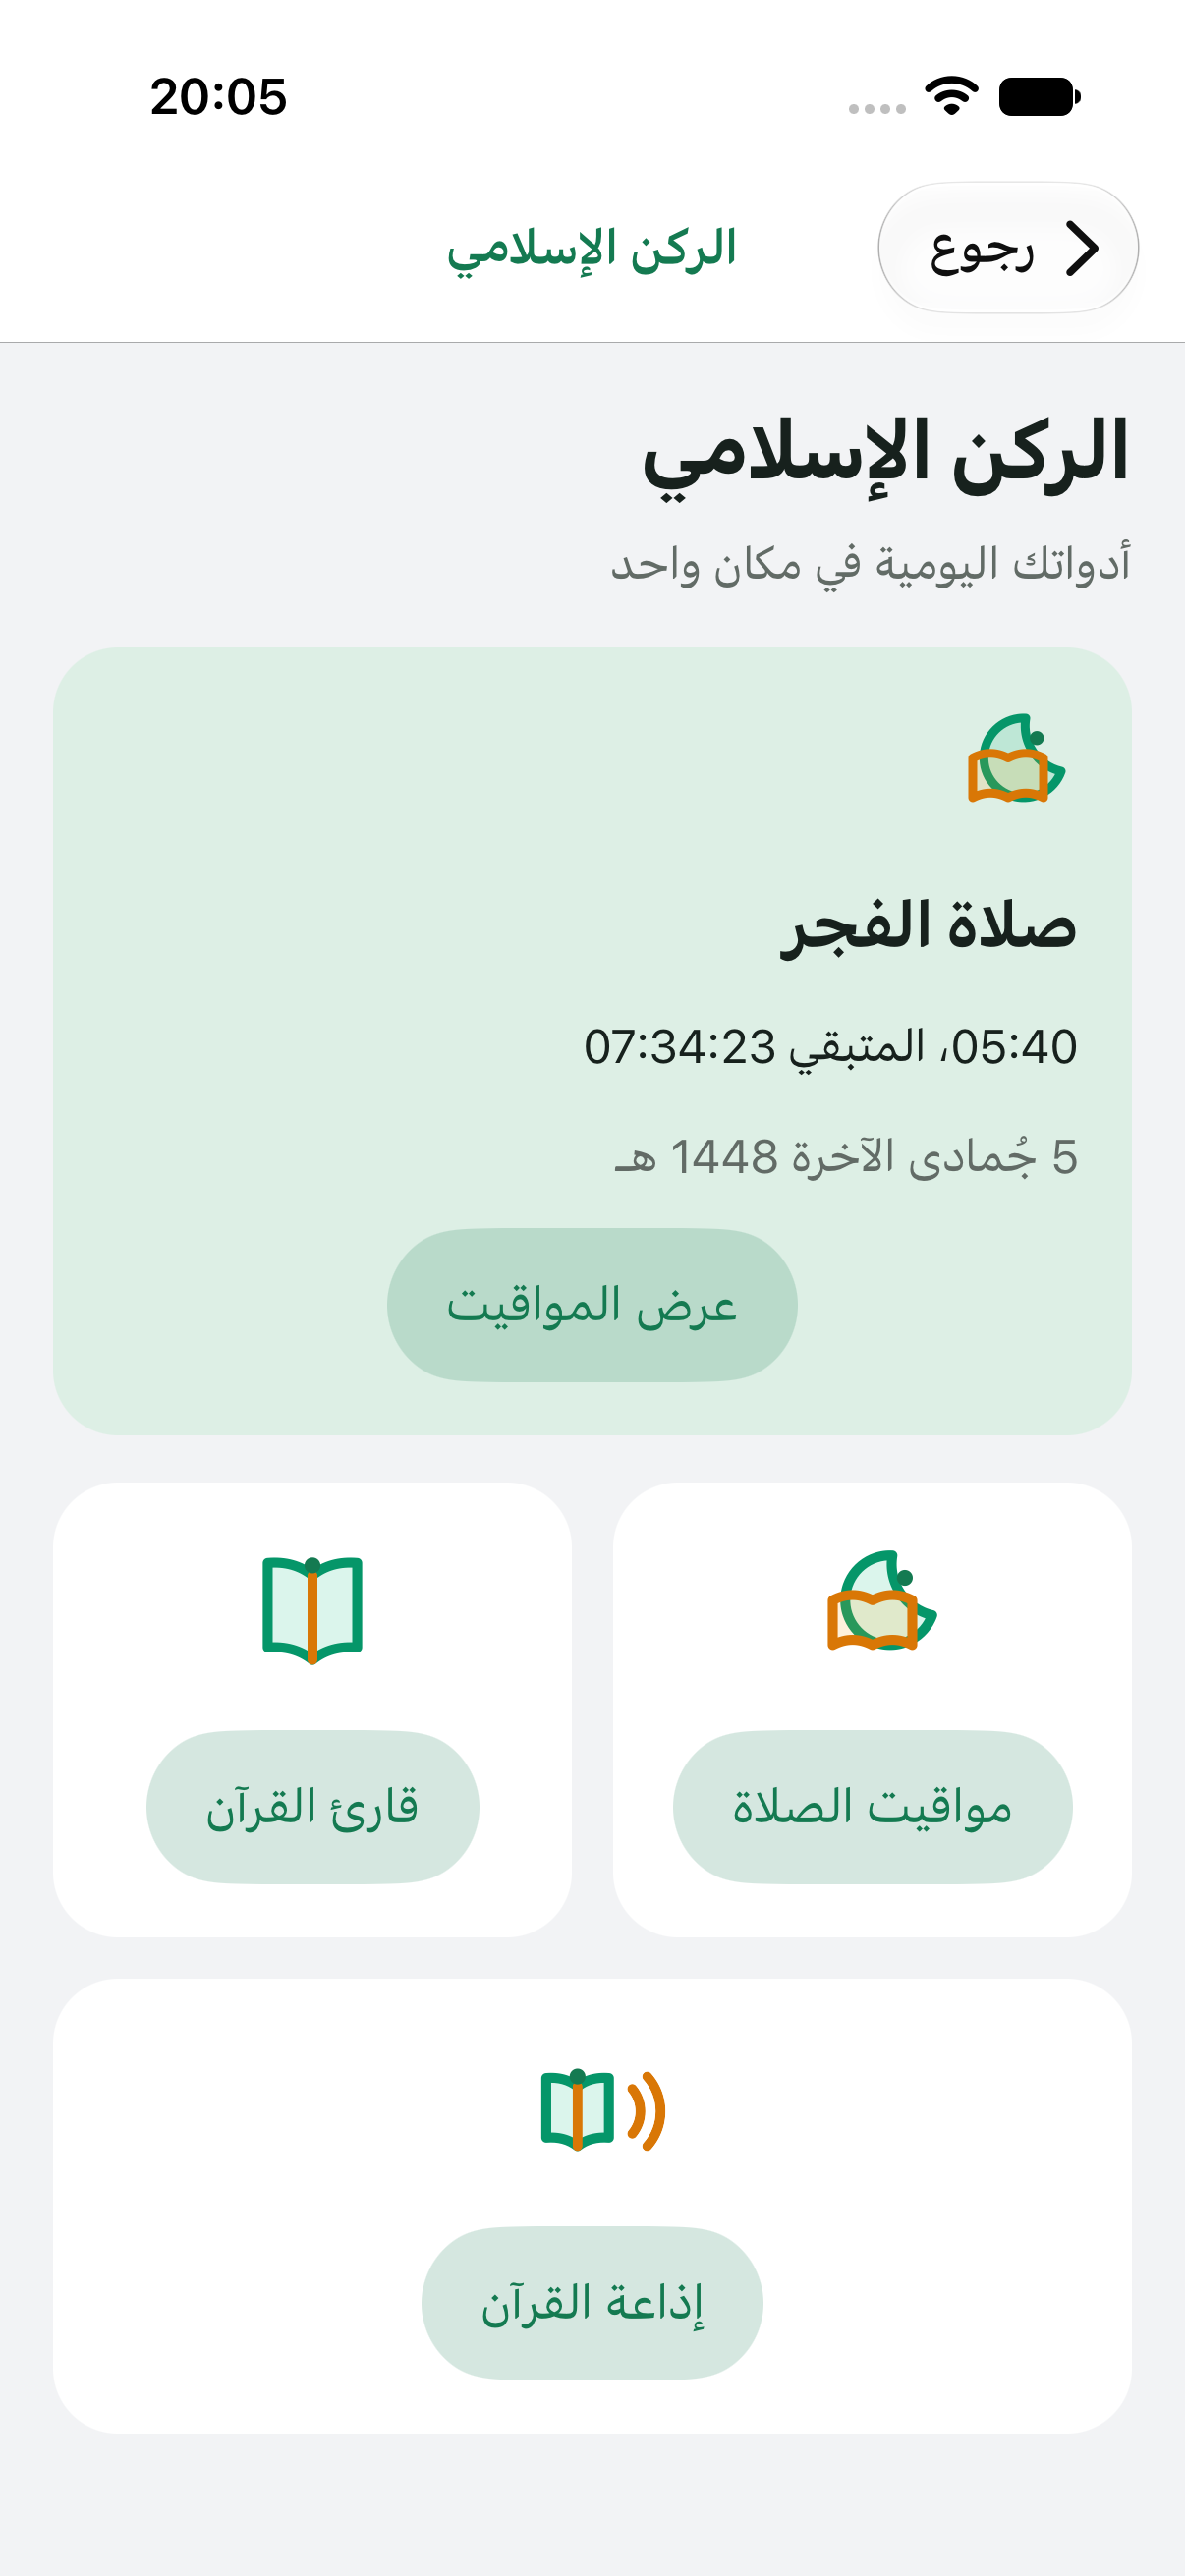 20:05
رجوع
الركن الإسلامي
الركن الإسلامي
أدواتك اليومية في مكان واحد
صلاة الفجر
05:40، المتبقي 07:34:23
5 جُمادى الآخرة 1448 هـ
عرض المواقيت
مواقيت الصلاة
قارئ القرآن
إذاعة القرآن